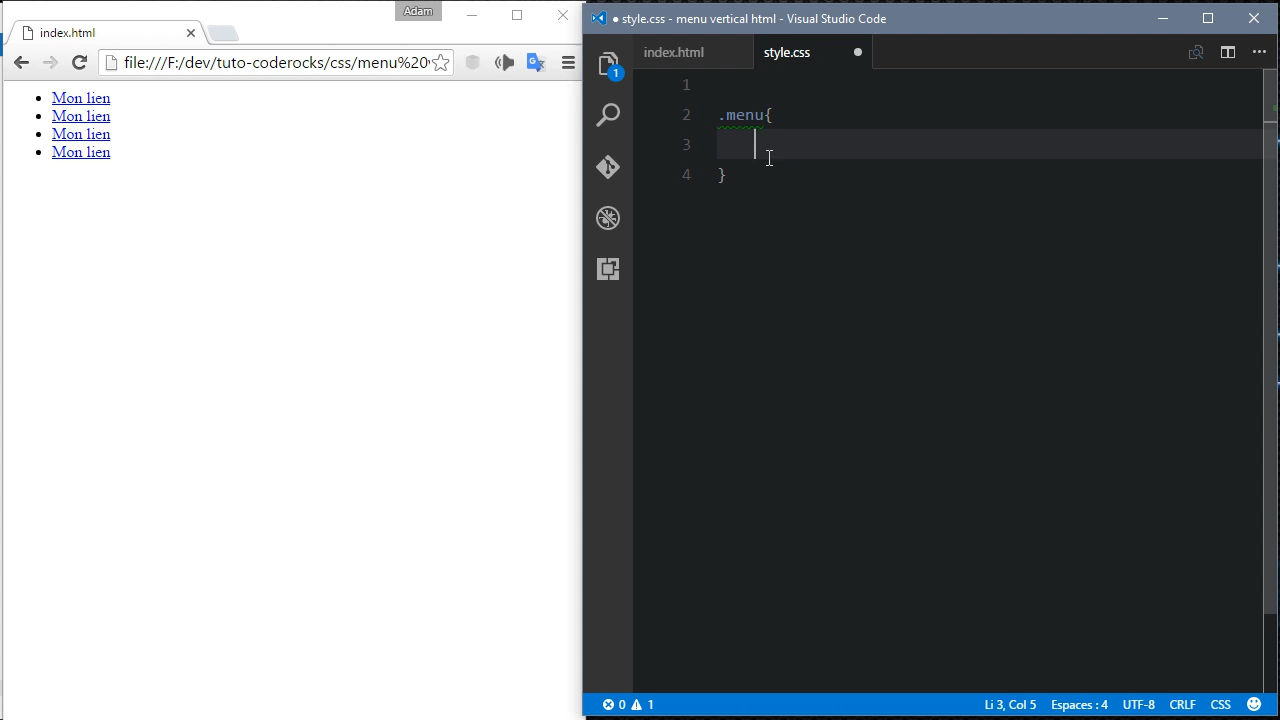 Adam
index.html
file:///F:/dev/tuto-coderocks/css/menu%20v
Mon lien
Mon lien
Mon lien
Mon lien
● style.css - menu vertical html - Visual Studio Code
index.html
style.css
1
1
2 .menu{
3
4 }
0 1
Li 3, Col 5
Espaces : 4
UTF-8
CRLF
CSS